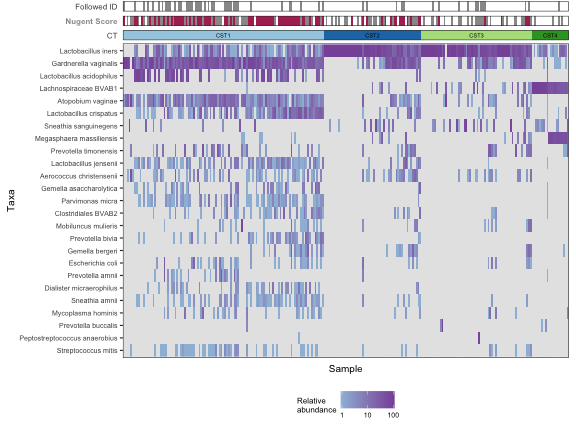 Followed ID
Nugent Score
CT
CST1 CST2 CST3 CST4
Lactobacillus iners
Gardnerella vaginalis
Lactobacillus acidophilus
Lachnospiraceae BVAB1
Atopobium vaginae
Lactobacillus crispatus
Sneathia sanguinegens
Megasphaera massiliensis
Prevotella timonensis
Lactobacillus jensenii
Aerococcus christensenii
Gemella asaccharolytica
Parvimonas micra
Clostridiales BVAB2
Mobiluncus mulieris
Prevotella bivia
Gemella bergeri
Escherichia coli
Prevotella amnii
Dialister micraerophilus
Sneathia amnii
Mycoplasma hominis
Prevotella buccalis
Peptostreptococcus anaerobius
Streptococcus mitis
Taxa
Sample
Relative
abundance
1 10 100